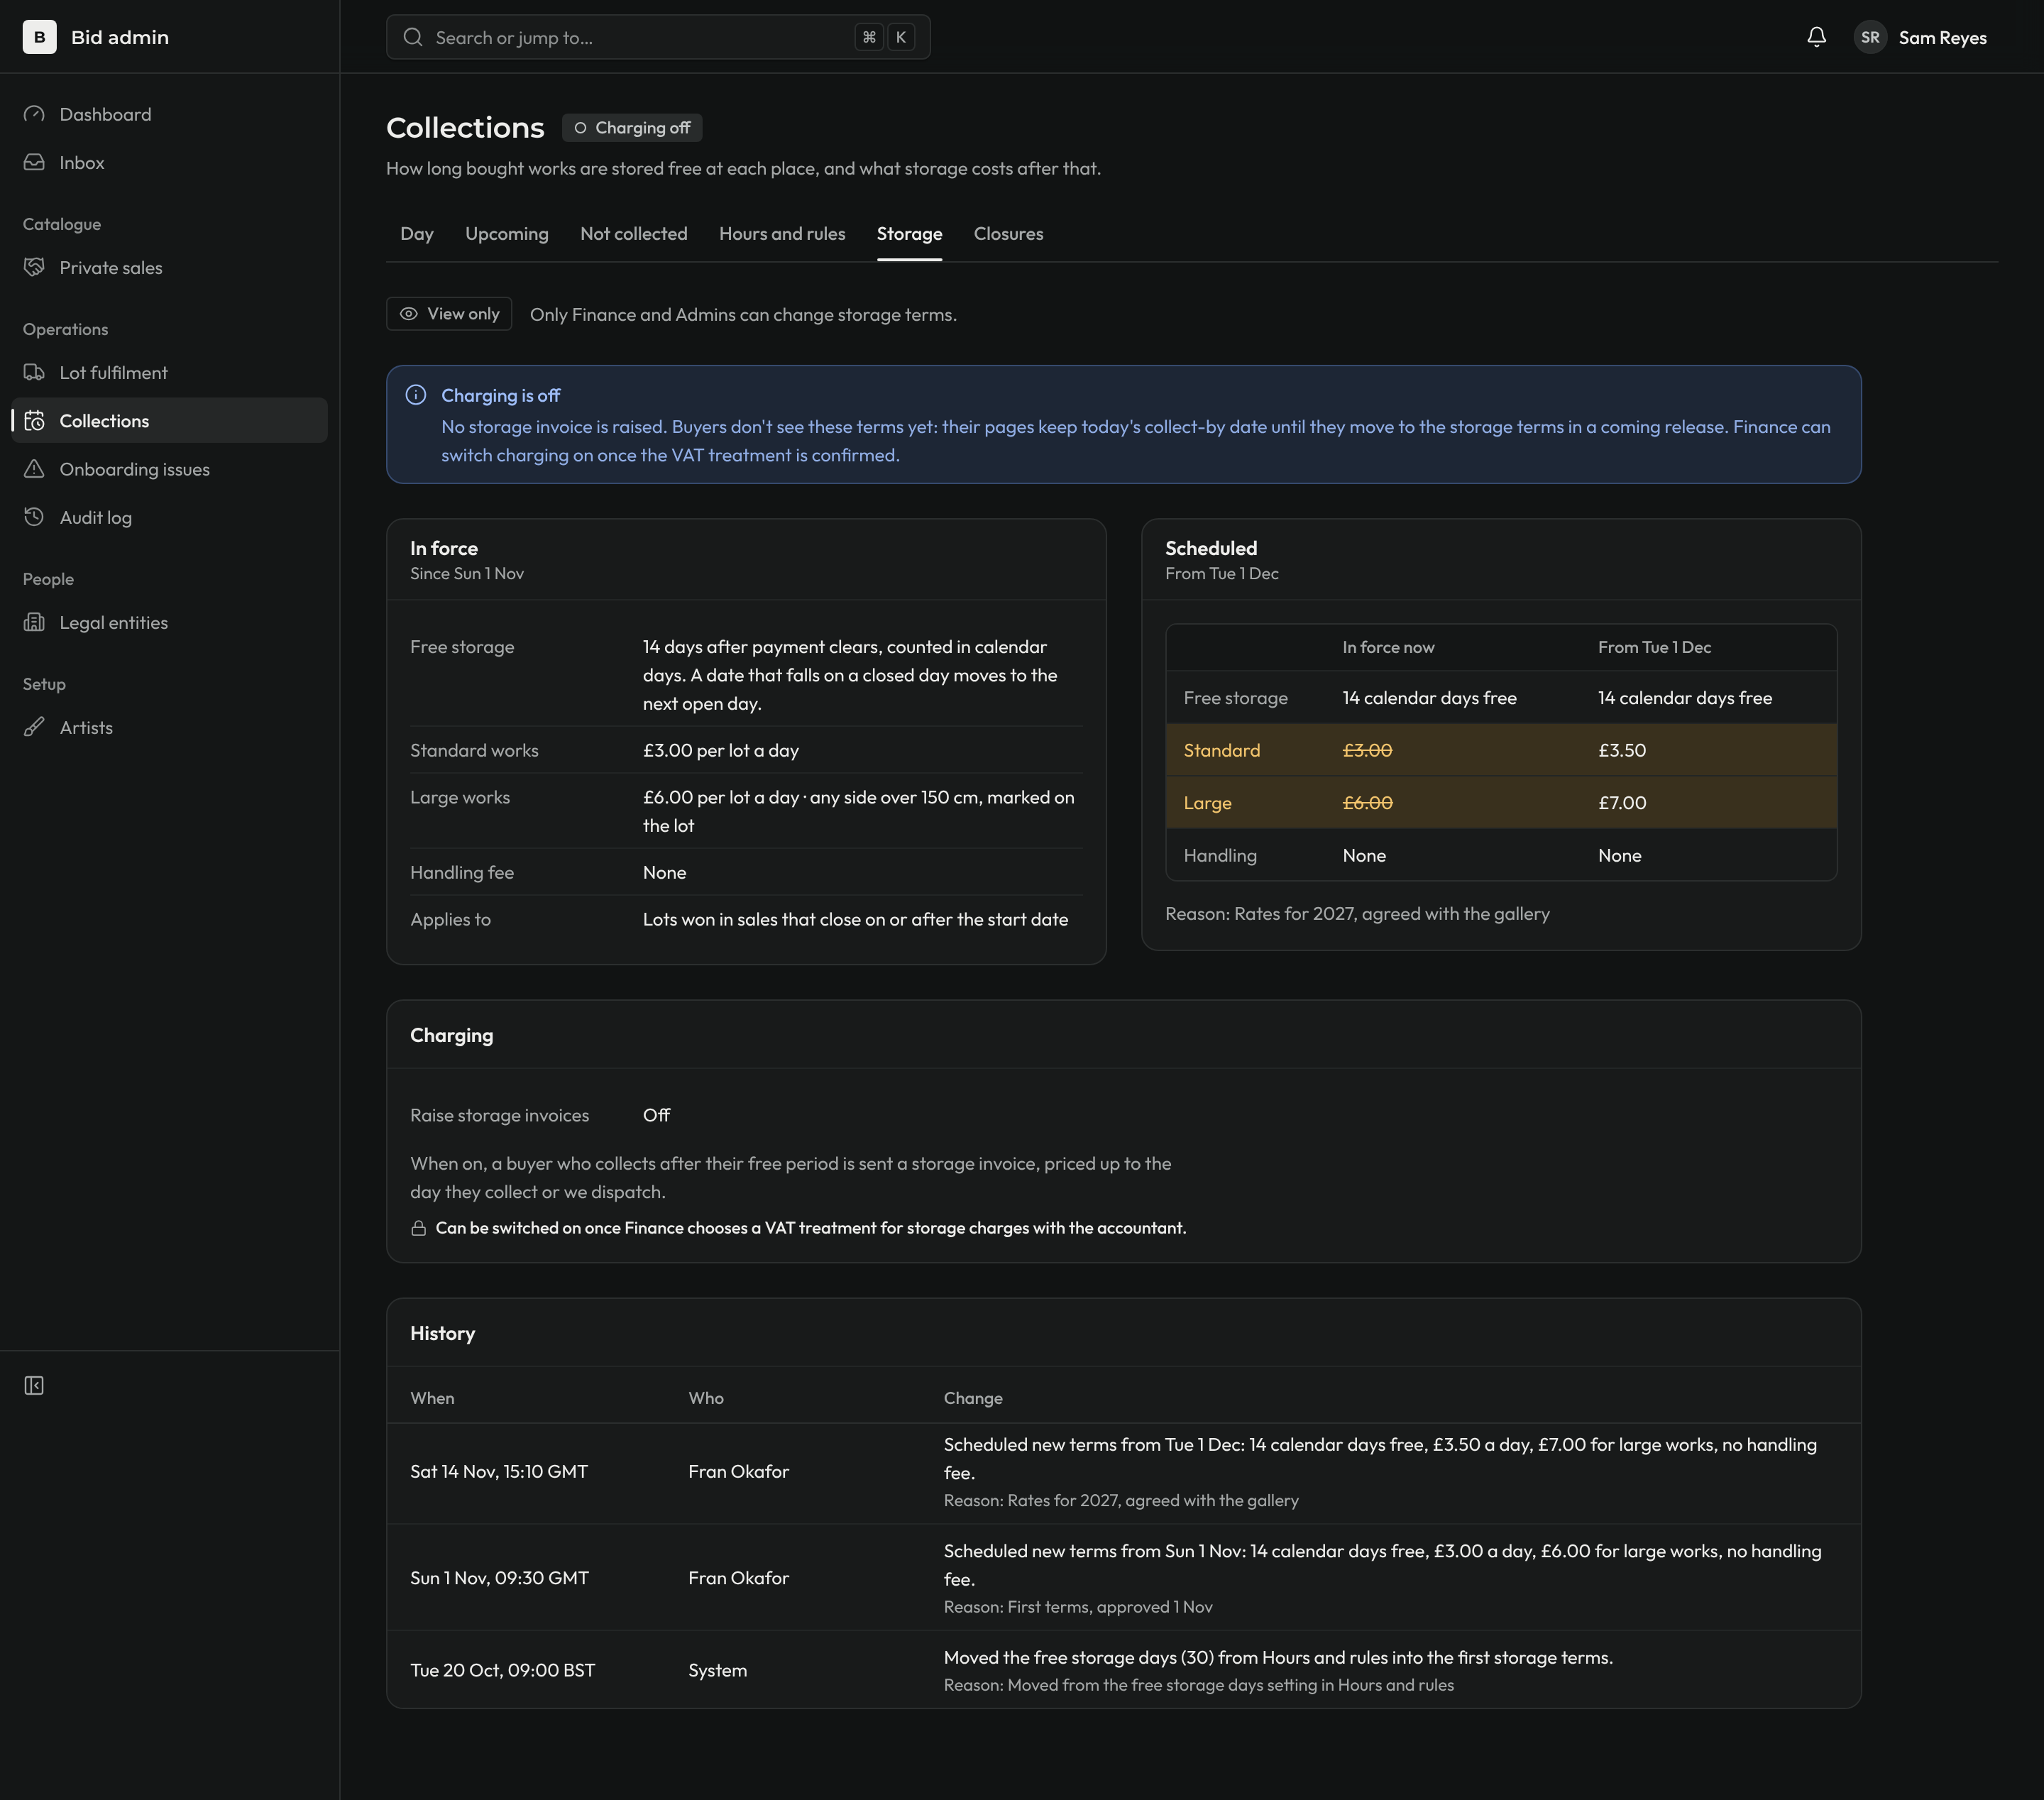 B Bid admin
Search or jump to...
⌘ K
SR Sam Reyes
Dashboard
Inbox
Catalogue
Private sales
Operations
Lot fulfilment
Collections
Onboarding issues
Audit log
People
Legal entities
Setup
Artists
Collections
Charging off
How long bought works are stored free at each place, and what storage costs after that.
Day Upcoming Not collected Hours and rules Storage Closures
View only
Only Finance and Admins can change storage terms.
Charging is off
No storage invoice is raised. Buyers don't see these terms yet: their pages keep today's collect-by date until they move to the storage terms in a coming release. Finance can
switch charging on once the VAT treatment is confirmed.
In force
Since Sun 1 Nov
Free storage
14 days after payment clears, counted in calendar
days. A date that falls on a closed day moves to the
next open day.
Standard works £3.00 per lot a day
Large works £6.00 per lot a day · any side over 150 cm, marked on
the lot
Handling fee None
Applies to Lots won in sales that close on or after the start date
Scheduled
From Tue 1 Dec
In force now From Tue 1 Dec
Free storage 14 calendar days free 14 calendar days free
Standard £3.00 £3.50
Large £6.00 £7.00
Handling None None
Reason: Rates for 2027, agreed with the gallery
Charging
Raise storage invoices Off
When on, a buyer who collects after their free period is sent a storage invoice, priced up to the
day they collect or we dispatch.
Can be switched on once Finance chooses a VAT treatment for storage charges with the accountant.
History
When Who Change
Sat 14 Nov, 15:10 GMT Fran Okafor
Scheduled new terms from Tue 1 Dec: 14 calendar days free, £3.50 a day, £7.00 for large works, no handling
fee.
Reason: Rates for 2027, agreed with the gallery
Sun 1 Nov, 09:30 GMT Fran Okafor
Scheduled new terms from Sun 1 Nov: 14 calendar days free, £3.00 a day, £6.00 for large works, no handling
fee.
Reason: First terms, approved 1 Nov
Tue 20 Oct, 09:00 BST System
Moved the free storage days (30) from Hours and rules into the first storage terms.
Reason: Moved from the free storage days setting in Hours and rules